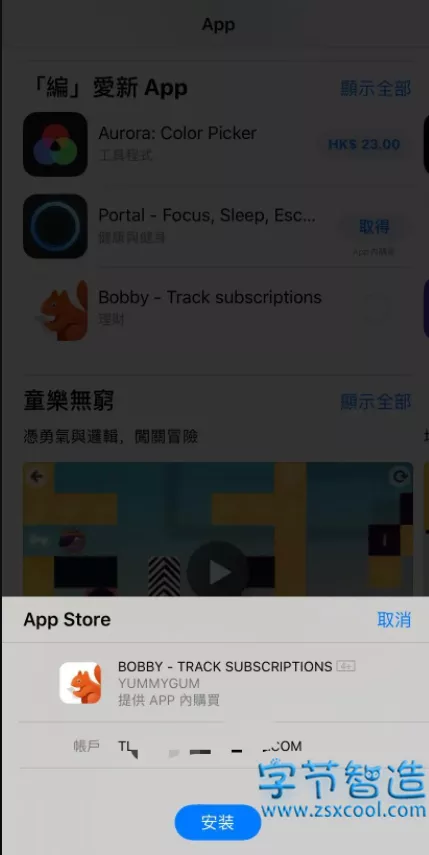 App
「編」愛新 App
顯示全部
Aurora: Color Picker
工具程式
HK$ 23.00
Portal - Focus, Sleep, Esc...
健康與健身
取得
App 內購買
Bobby - Track subscriptions
理財
童樂無窮
顯示全部
憑勇氣與邏輯，闖關冒險
App Store
取消
BOBBY - TRACK SUBSCRIPTIONS 4+
YUMMYGUM
提供 APP 內購買
帳戶
.COM
字节智造
www.zsxcool.com
安装